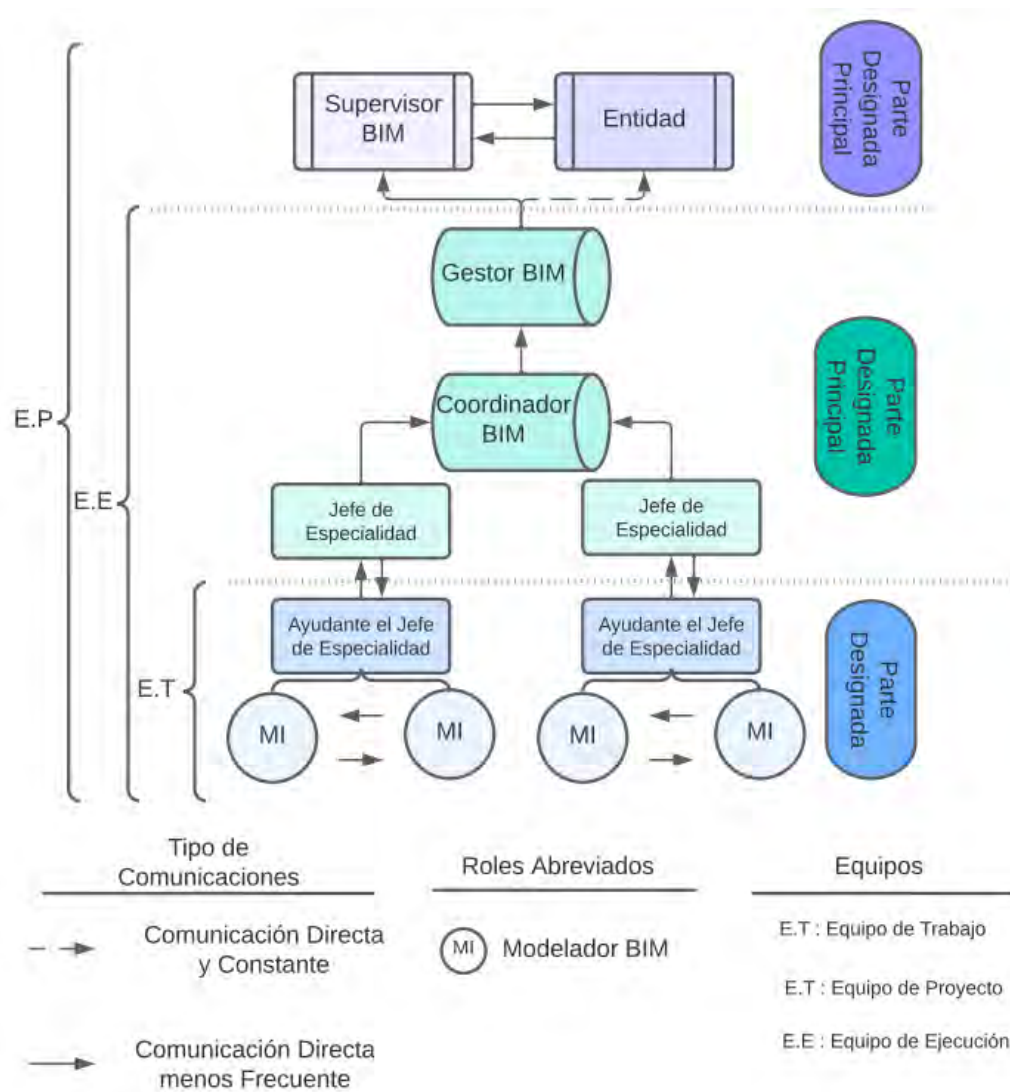 Supervisor
BIM
Entidad
Parte
Designada
Principal
Gestor BIM
Coordinador
BIM
Parte
Designada
Principal
E.P
E.E
Jefe de
Especialidad
Jefe de
Especialidad
Ayudante el Jefe
de Especialidad
Ayudante el Jefe
de Especialidad
Parte
Designada
E.T
MI
MI
MI
MI
Tipo de
Comunicaciones
Comunicación Directa
y Constante
Comunicación Directa
menos Frecuente
Roles Abreviados
MI
Modelador BIM
Equipos
E.T : Equipo de Trabajo
E.T : Equipo de Proyecto
E.E : Equipo de Ejecución